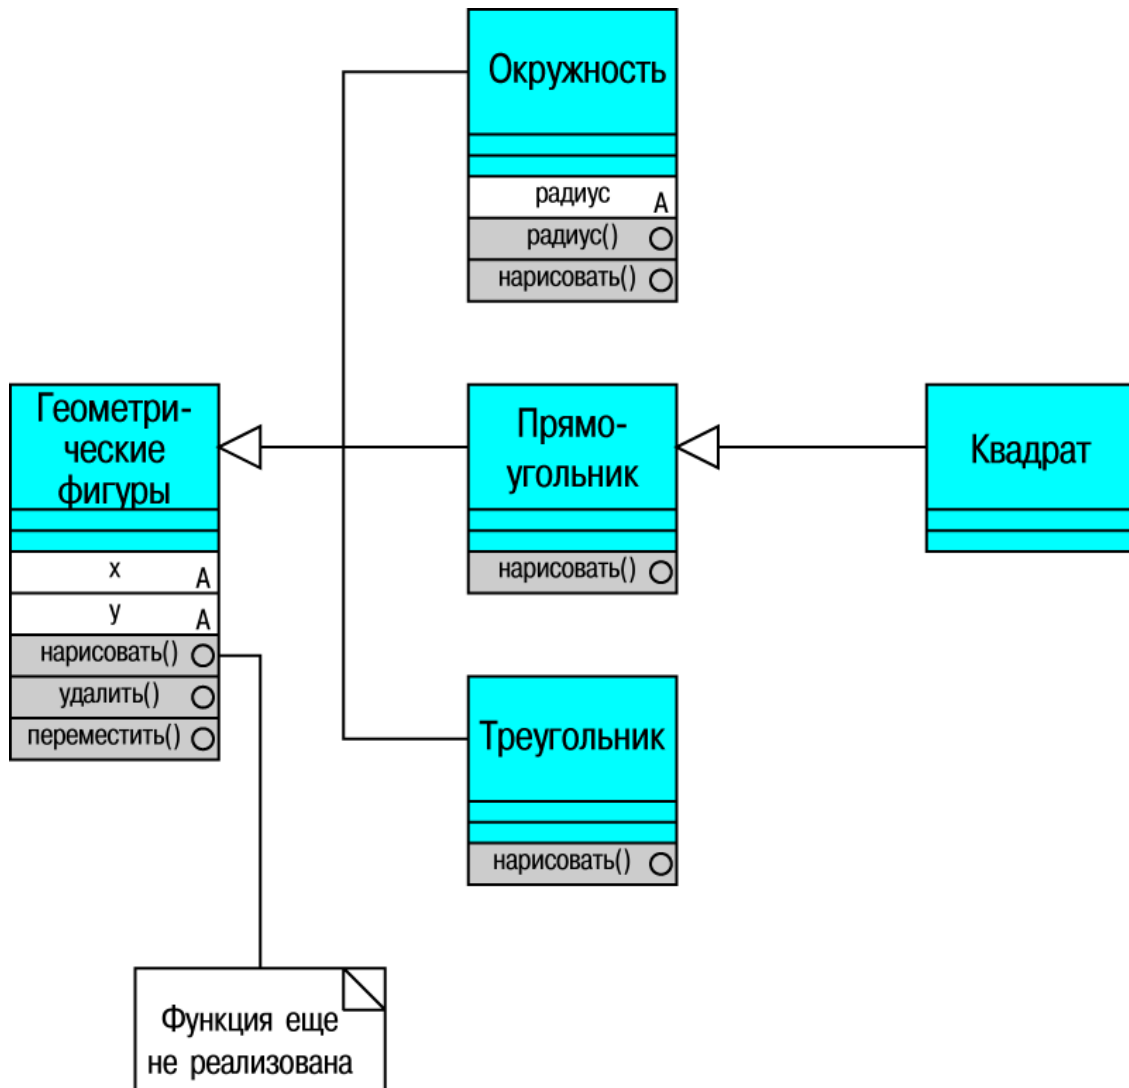 Окружность
радиус
A
радиус()
нарисовать()
Геометри-
ческие
фигуры
x
A
y
A
нарисовать()
удалить()
переместить()
Прямо-
угольник
нарисовать()
Квадрат
Треугольник
нарисовать()
Функция еще
не реализована